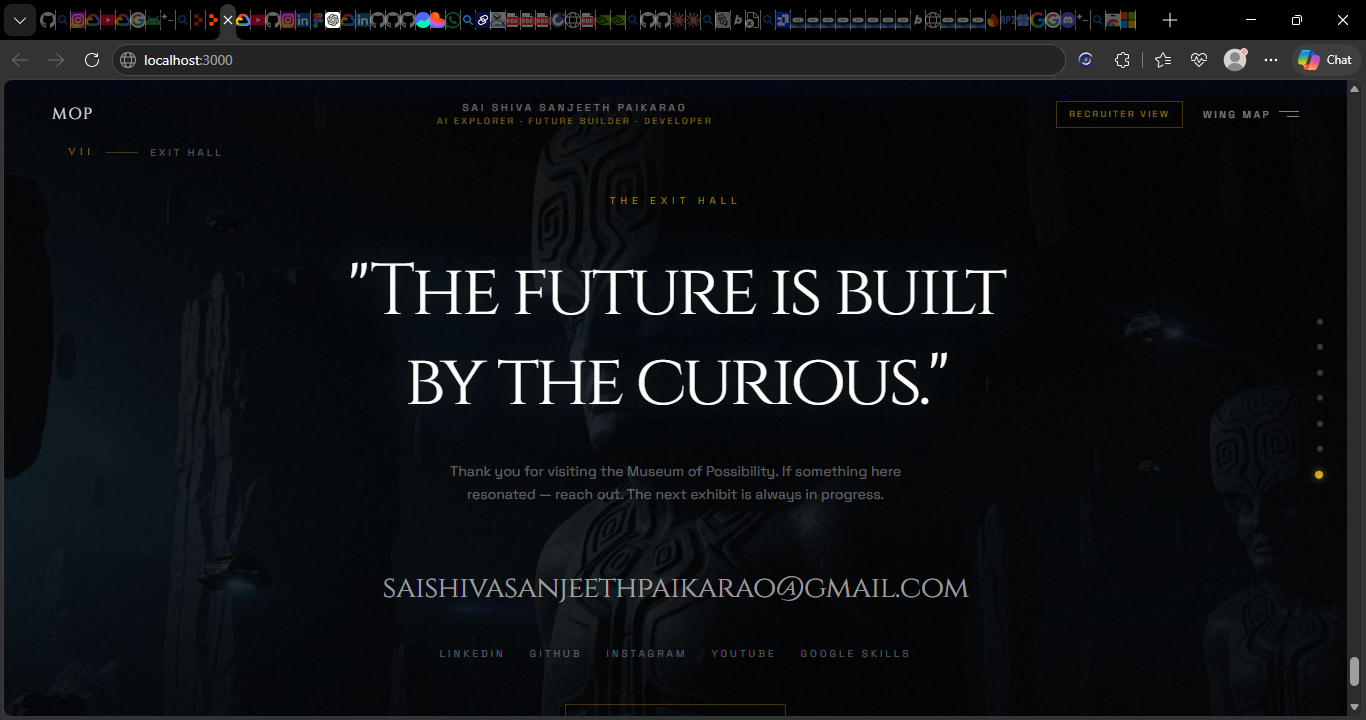 Chat
localhost:3000
MOP
SAI SHIVA SANJEETH PAIKARAO
AI EXPLORER - FUTURE BUILDER - DEVELOPER
RECRUITER VIEW
WING MAP
VII
EXIT HALL
THE EXIT HALL
"THE FUTURE IS BUILT
BY THE CURIOUS."
Thank you for visiting the Museum of Possibility. If something here
resonated — reach out. The next exhibit is always in progress.
SAISHIVASANJEETHPAIKARAO@GMAIL.COM
LINKEDIN GITHUB INSTAGRAM YOUTUBE GOOGLE SKILLS